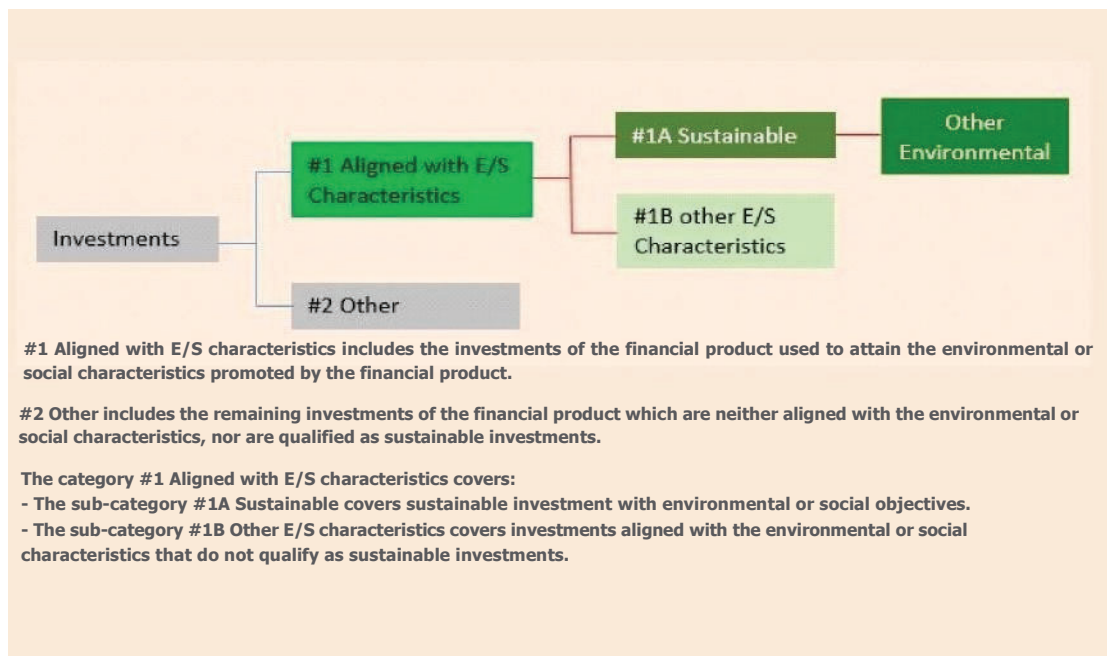 Other
Environmental
#1A Sustainable
#1 Aligned with E/S
Characteristics
#1B other E/S
Characteristics
Investments
#2 Other
#1 Aligned with E/S characteristics includes the investments of the financial product used to attain the environmental or
social characteristics promoted by the financial product.
#2 Other includes the remaining investments of the financial product which are neither aligned with the environmental or
social characteristics, nor are qualified as sustainable investments.
The category #1 Aligned with E/S characteristics covers:
- The sub-category #1A Sustainable covers sustainable investment with environmental or social objectives.
- The sub-category #1B Other E/S characteristics covers investments aligned with the environmental or social
characteristics that do not qualify as sustainable investments.